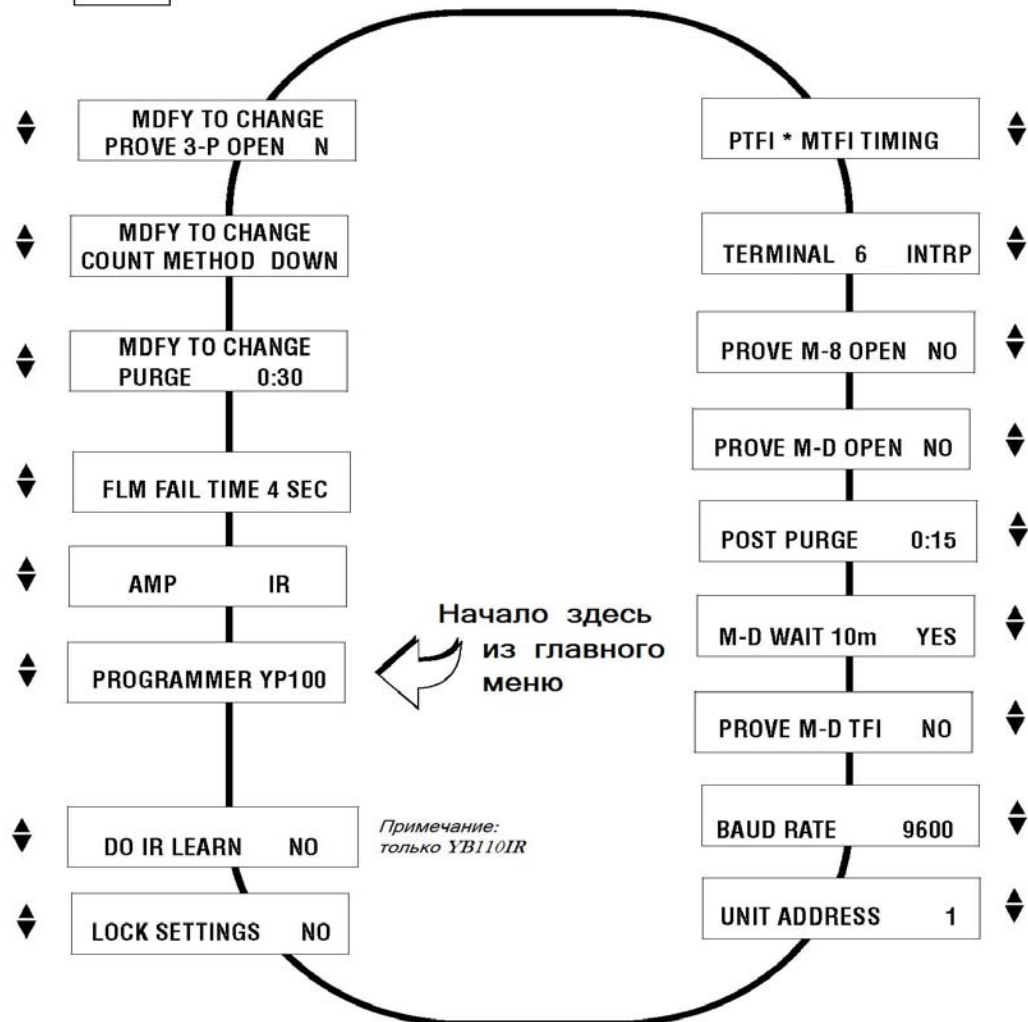 MDFY TO CHANGE
PROVE 3-P OPEN N
MDFY TO CHANGE
COUNT METHOD DOWN
MDFY TO CHANGE
PURGE 0:30
FLM FAIL TIME 4 SEC
AMP IR
PROGRAMMER YP100
DO IR LEARN NO
LOCK SETTINGS NO
Начало здесь
из главного
меню
Примечание:
только YB110IR
PTFI * MTFI TIMING
TERMINAL 6 INTRP
PROVE M-8 OPEN NO
PROVE M-D OPEN NO
POST PURGE 0:15
M-D WAIT 10m YES
PROVE M-D TFI NO
BAUD RATE 9600
UNIT ADDRESS 1